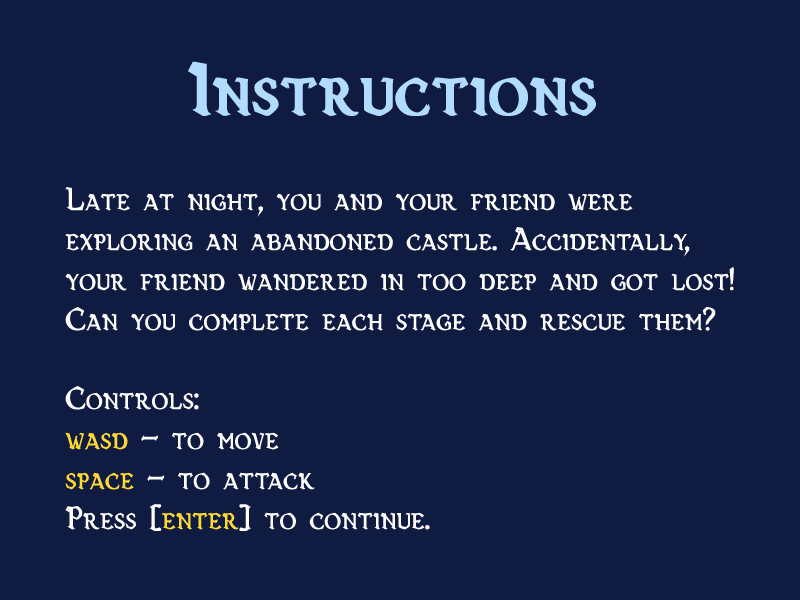 Instructions
Late at night, you and your friend were
exploring an abandoned castle. Accidentally,
your friend wandered in too deep and got lost!
Can you complete each stage and rescue them?
Controls:
wasd – to move
space – to attack
Press [enter] to continue.